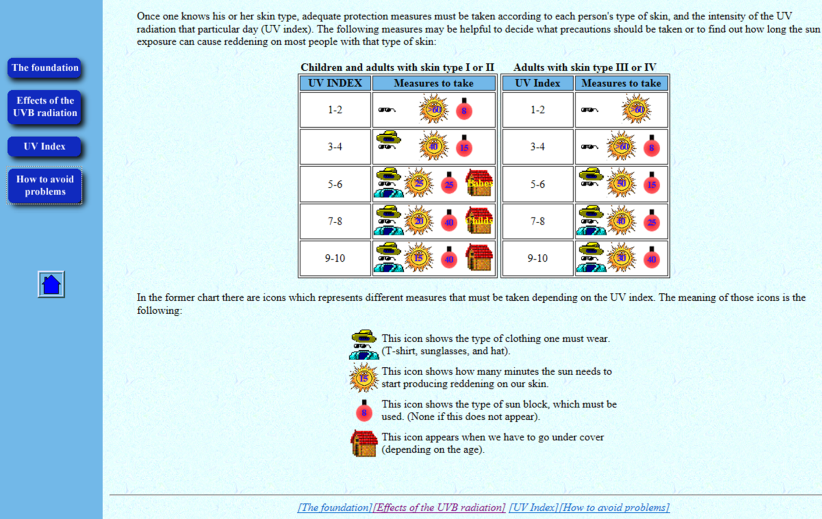 Once one knows his or her skin type, adequate protection measures must be taken according to each person's type of skin, and the intensity of the UV
radiation that particular day (UV index). The following measures may be helpful to decide what precautions should be taken or to find out how long the sun
exposure can cause reddening on most people with that type of skin:
The foundation
Effects of the
UVB radiation
UV Index
How to avoid
problems
Children and adults with skin type I or II
UV INDEX Measures to take
1-2 60 8
3-4 40 15
5-6 25 25 Babes
7-8 20 40 Childs
9-10 15 40
Adults with skin type III or IV
UV Index Measures to take
1-2
3-4 60 8
5-6 50 15
7-8 40 25
9-10 30 40
In the former chart there are icons which represents different measures that must be taken depending on the UV index. The meaning of those icons is the
following:
This icon shows the type of clothing one must wear.
(T-shirt, sunglasses, and hat).
15 This icon shows how many minutes the sun needs to
start producing reddening on our skin.
8 This icon shows the type of sun block, which must be
used. (None if this does not appear).
This icon appears when we have to go under cover
(depending on the age).
[The foundation][Effects of the UVB radiation] [UV Index][How to avoid problems]